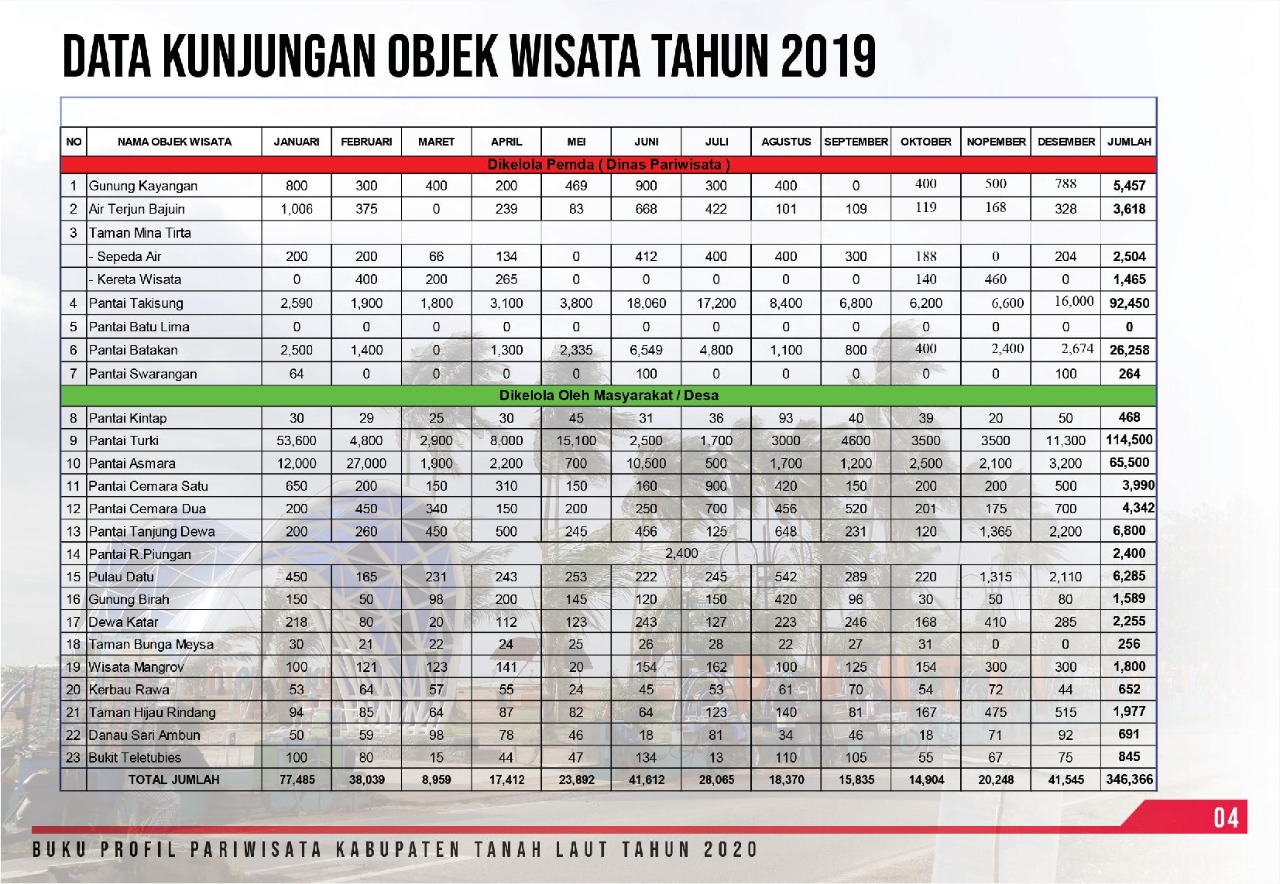 DATA KUNJUNGAN OBJEK WISATA TAHUN 2019
NO NAMA OBJEK WISATA JANUARI FEBRUARI MARET APRIL MEI JUNI JULI AGUSTUS SEPTEMBER OKTOBER NOPEMBER DESEMBER JUMLAH
Dikelola Pemda ( Dinas Pariwisata )
1 Gunung Kayangan 800 300 400 200 469 900 300 400 0 400 500 788 5,457
2 Air Terjun Bajuin 1,006 375 0 239 83 668 422 101 109 119 168 328 3,618
3 Taman Mina Tirta
- Sepeda Air 200 200 66 134 0 412 400 400 300 188 0 204 2,504
- Kereta Wisata 0 400 200 265 0 0 0 0 0 140 460 0 1,465
4 Pantai Takisung 2,590 1,900 1,800 3,100 3,800 18,060 17,200 8,400 6,800 6,200 6,600 16,000 92,450
5 Pantai Batu Lima 0 0 0 0 0 0 0 0 0 0 0 0 0
6 Pantai Batakan 2,500 1,400 0 1,300 2,335 6,549 4,800 1,100 800 400 2,400 2,674 26,258
7 Pantai Swarangan 64 0 0 0 0 100 0 0 0 0 0 100 264
Dikelola Oleh Masyarakat / Desa
8 Pantai Kintap 30 29 25 30 45 31 36 93 40 39 20 50 468
9 Pantai Turki 53,600 4,800 2,900 8,000 15,100 2,500 1,700 3000 4600 3500 3500 11,300 114,500
10 Pantai Asmara 12,000 27,000 1,900 2,200 700 10,500 500 1,700 1,200 2,500 2,100 3,200 65,500
11 Pantai Cemara Satu 650 200 150 310 150 160 900 420 150 200 200 500 3,990
12 Pantai Cemara Dua 200 450 340 150 200 250 700 456 520 201 175 700 4,342
13 Pantai Tanjung Dewa 200 260 450 500 245 456 125 648 231 120 1,365 2,200 6,800
14 Pantai R.Piungan 2,400 2,400
15 Pulau Datu 450 165 231 243 253 222 245 542 289 220 1,315 2,110 6,285
16 Gunung Birah 150 50 98 200 145 120 150 420 96 30 50 80 1,589
17 Dewa Katar 218 80 20 112 123 243 127 223 246 168 410 285 2,255
18 Taman Bunga Meysa 30 21 22 24 25 26 28 22 27 31 0 0 256
19 Wisata Mangrov 100 121 123 141 20 154 162 100 125 154 300 300 1,800
20 Kerbau Rawa 53 64 57 55 24 45 53 61 70 54 72 44 652
21 Taman Hijau Rindang 94 85 64 87 82 64 123 140 81 167 475 515 1,977
22 Danau Sari Ambun 50 59 98 78 46 18 81 34 46 18 71 92 691
23 Bukit Teletubies 100 80 15 44 47 134 13 110 105 55 67 75 845
TOTAL JUMLAH 77,485 38,039 8,959 17,412 23,892 41,612 28,065 18,370 15,835 14,904 20,248 41,545 346,366
04
BUKU PROFIL PARIWISATA KABUPATEN TANAH LAUT TAHUN 2020